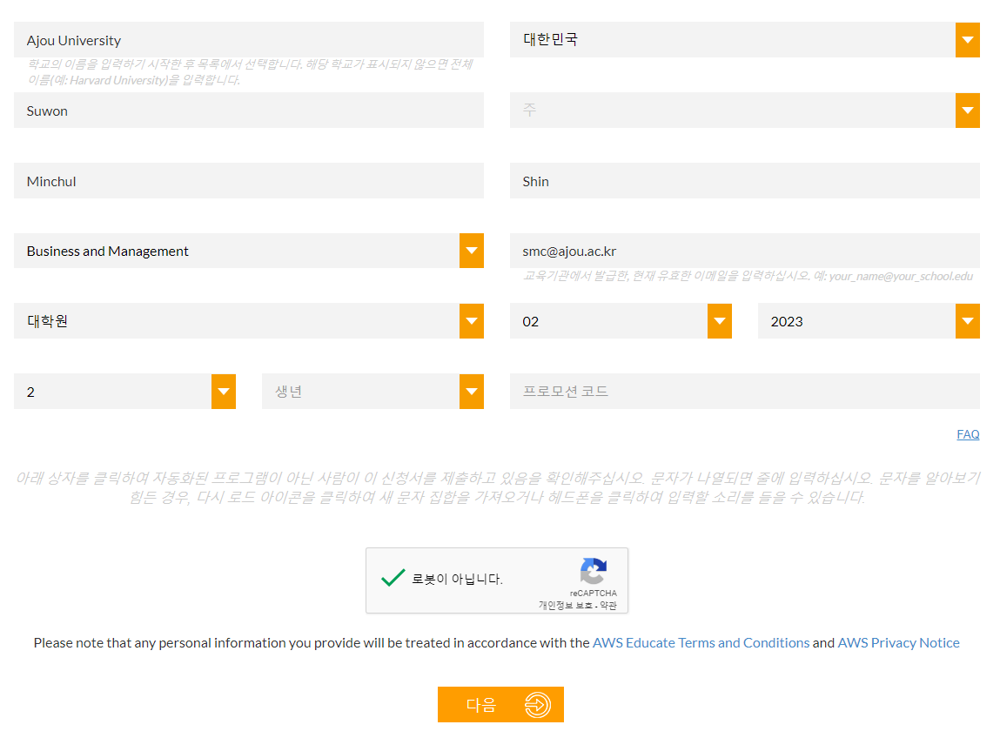 Ajou University
대한민국
학교의 이름을 입력하기 시작한 후 목록에서 선택합니다. 해당 학교가 표시되지 않으면 전체
이름(예: Harvard University)을 입력합니다.
Suwon
주
Minchul
Shin
Business and Management
smc@ajou.ac.kr
교육기관에서 발급한, 현재 유효한 이메일을 입력하십시오. 예: your_name@your_school.edu
대학원
02
2023
2
생년
프로모션 코드
FAQ
아래 상자를 클릭하여 자동화된 프로그램이 아닌 사람이 이 신청서를 제출하고 있음을 확인해주십시오. 문자가 나열되면 줄에 입력하십시오. 문자를 알아보기
힘든 경우, 다시 로드 아이콘을 클릭하여 새 문자 집합을 가져오거나 헤드폰을 클릭하여 입력할 소리를 들을 수 있습니다.
로봇이 아닙니다.
reCAPTCHA
개인정보 보호 - 약관
Please note that any personal information you provide will be treated in accordance with the AWS Educate Terms and Conditions and AWS Privacy Notice
다음